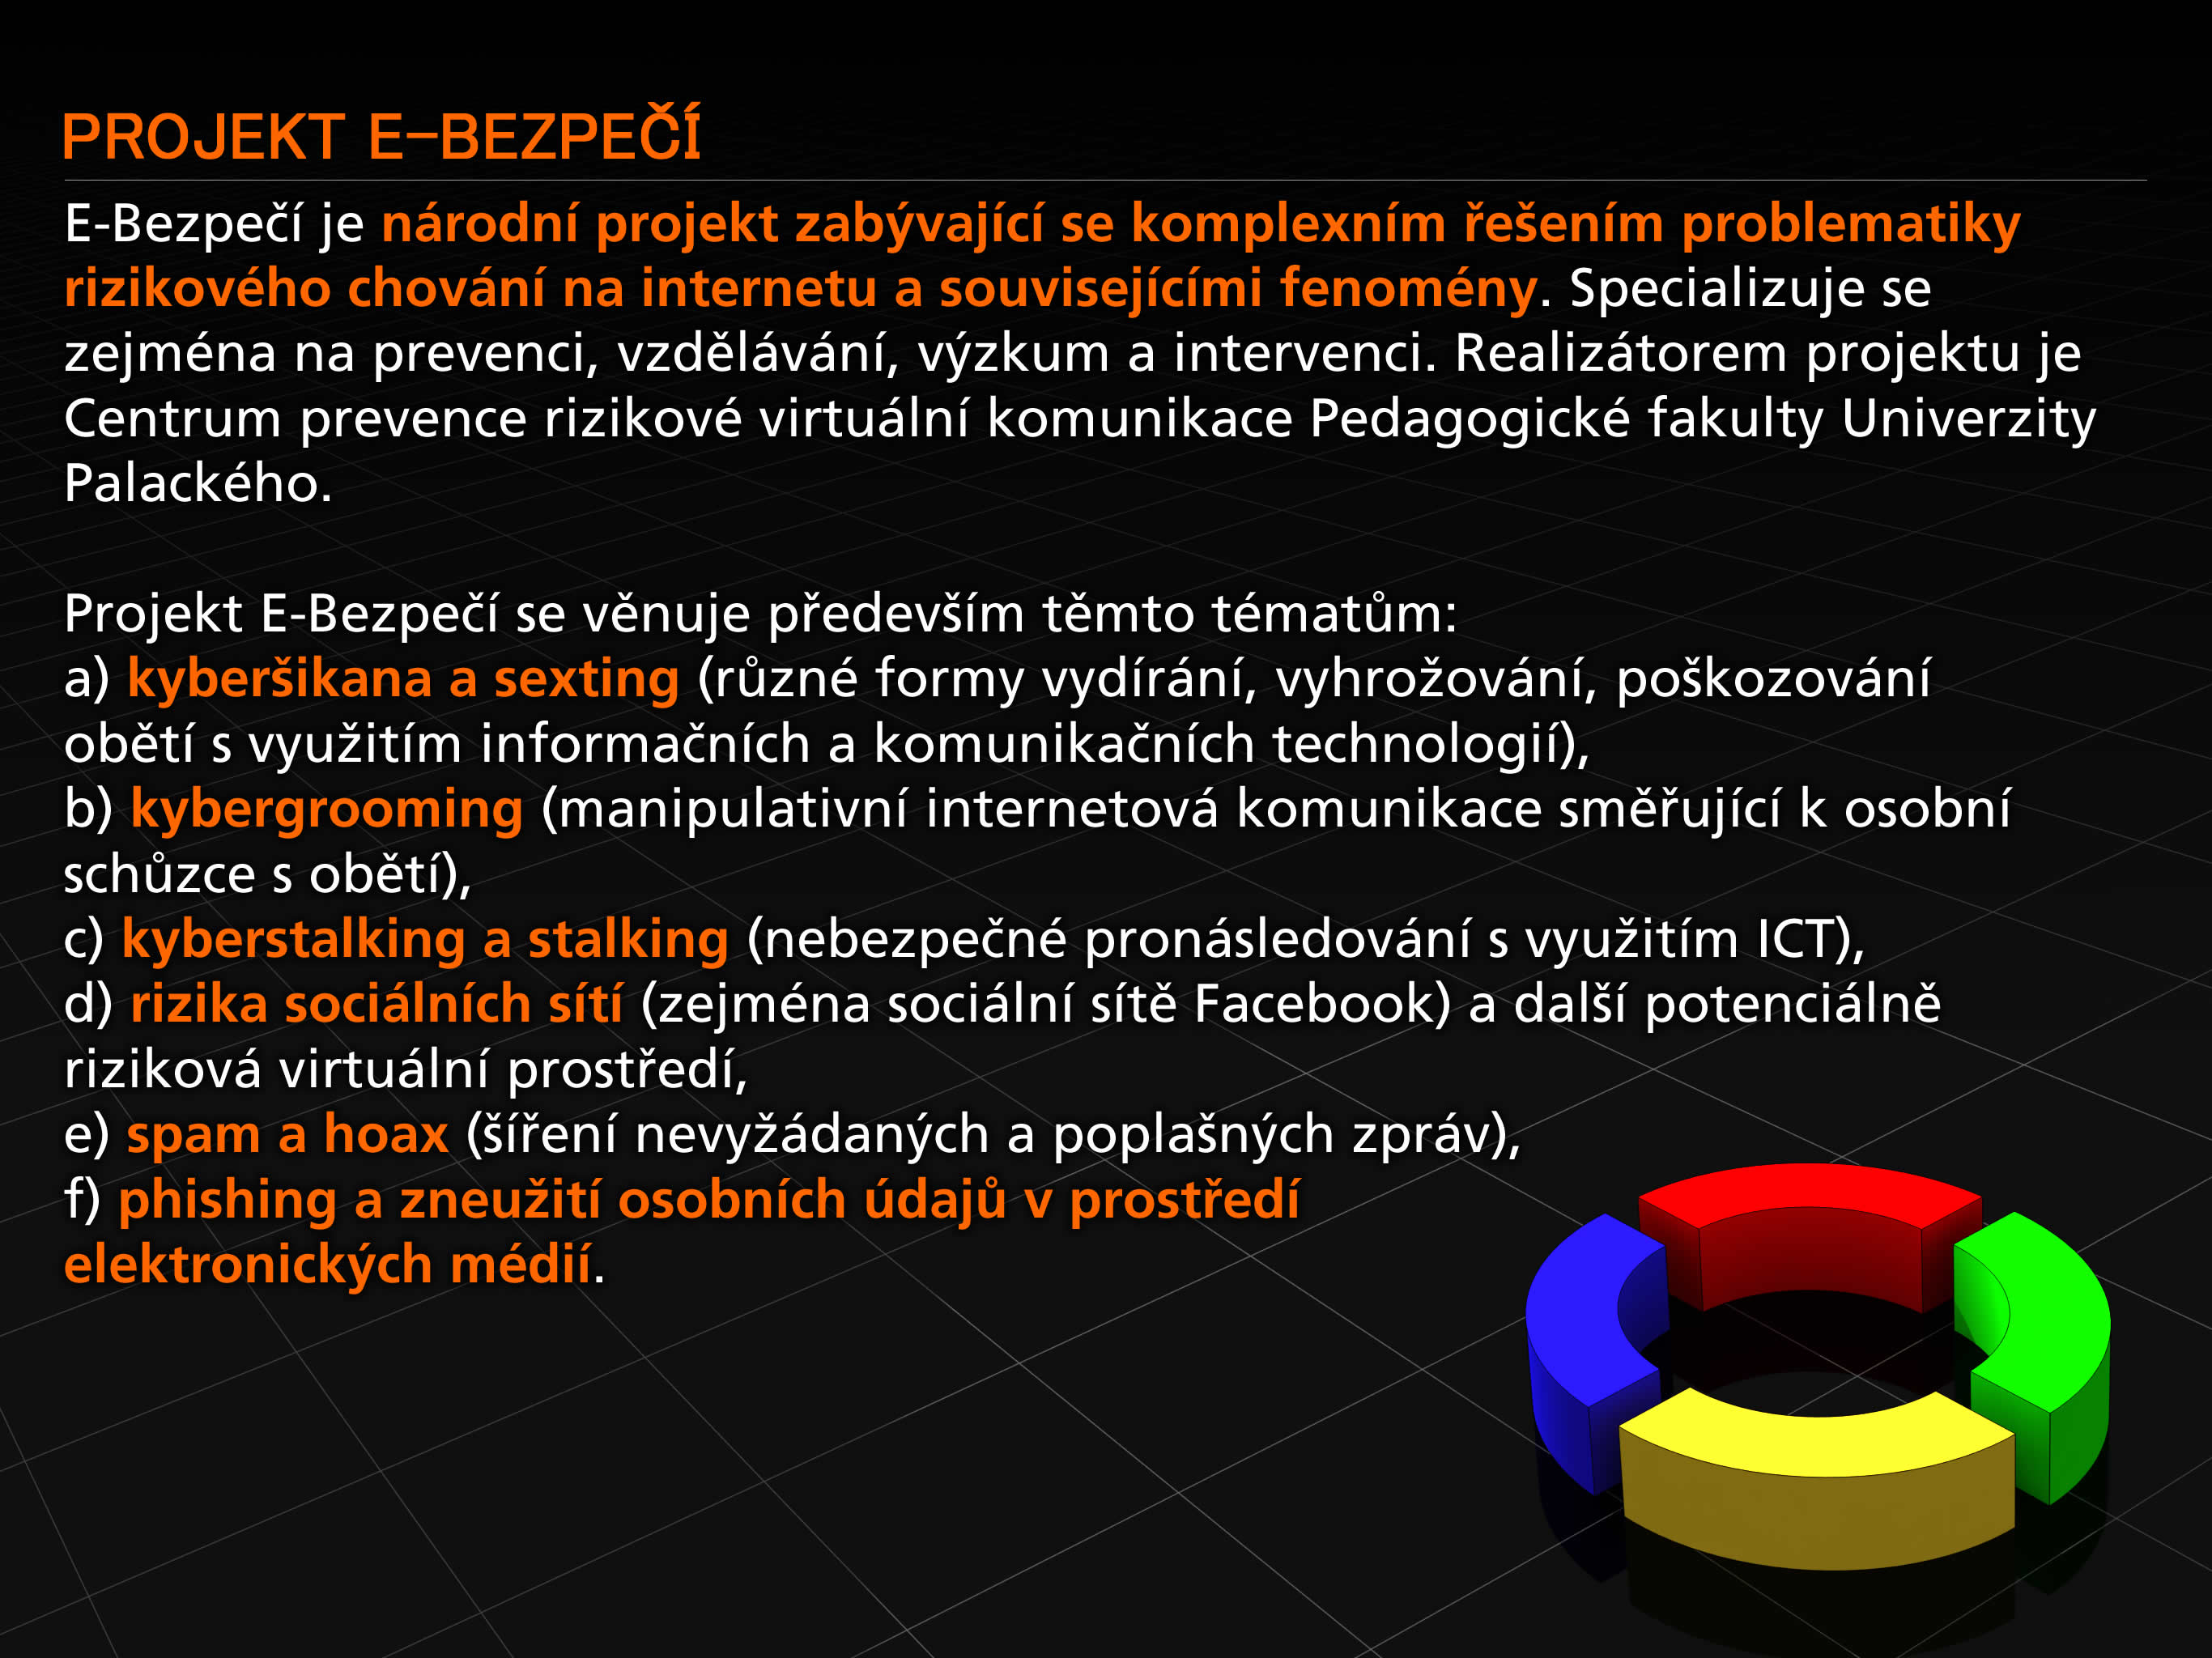 PROJEKT E-BEZPEČÍ
E-Bezpečí je národní projekt zabývající se komplexním řešením problematiky
rizikového chování na internetu a souvisejícími fenomény. Specializuje se
zejména na prevenci, vzdělávání, výzkum a intervenci. Realizátorem projektu je
Centrum prevence rizikové virtuální komunikace Pedagogické fakulty Univerzity
Palackého.
Projekt E-Bezpečí se věnuje především těmto tématům:
a) kyberšikana a sexting (různé formy vydírání, vyhrožování, poškozování
obětí s využitím informačních a komunikačních technologií),
b) kybergrooming (manipulativní internetová komunikace směřující k osobní
schůzce s obětí),
c) kyberstalking a stalking (nebezpečné pronásledování s využitím ICT),
d) rizika sociálních sítí (zejména sociální sítě Facebook) a další potenciálně
riziková virtuální prostředí,
e) spam a hoax (šíření nevyžádaných a poplašných zpráv),
f) phishing a zneužití osobních údajů v prostředí
elektronických médií.